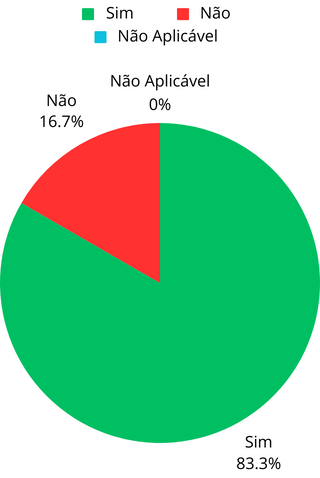 Sim Não
Não Aplicável
Não Aplicável
0%
Não
16.7%
Sim
83.3%